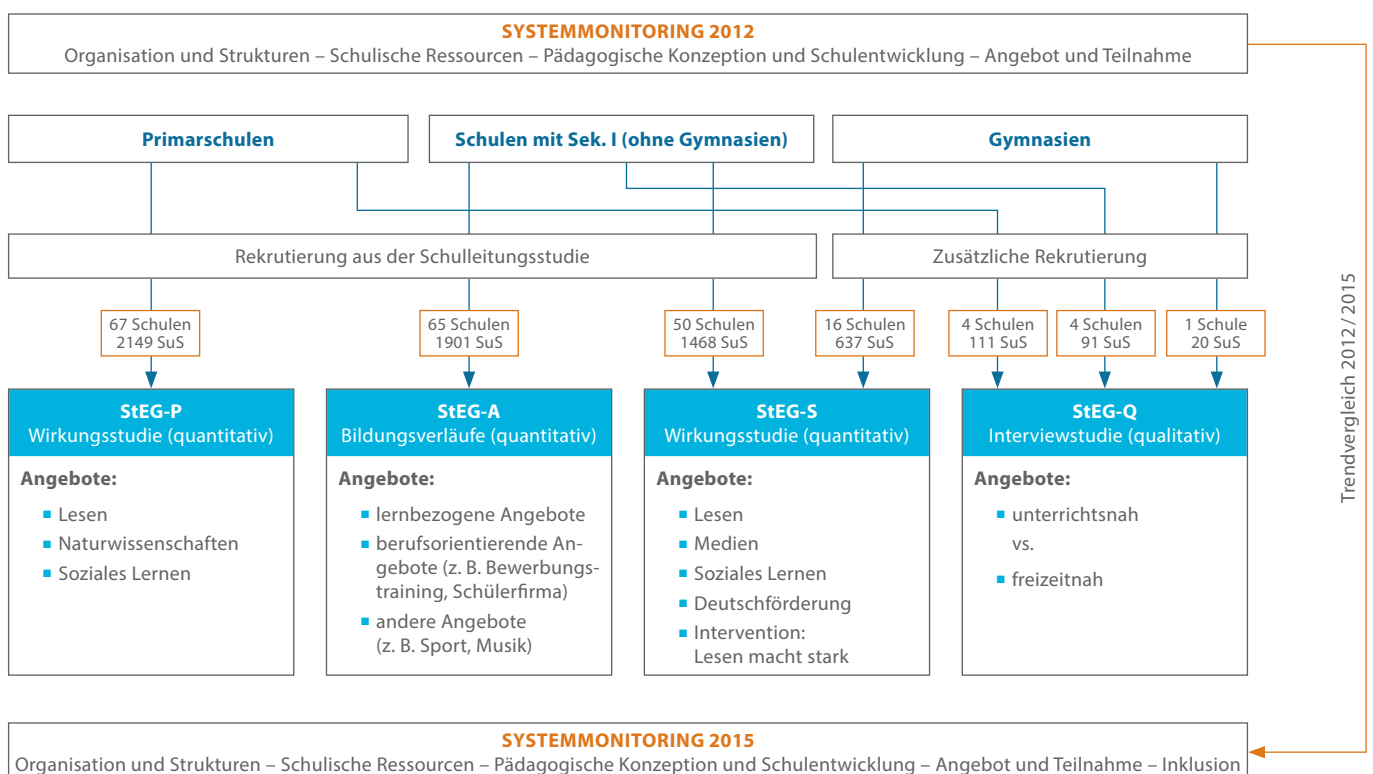 SYSTEMMONITORING 2012
Organisation und Strukturen – Schulische Ressourcen – Pädagogische Konzeption und Schulentwicklung – Angebot und Teilnahme
Primarschulen
Schulen mit Sek. I (ohne Gymnasien)
Gymnasien
Rekrutierung aus der Schulleitungsstudie
Zusätzliche Rekrutierung
67 Schulen
2149 SuS
65 Schulen
1901 SuS
50 Schulen
1468 SuS
16 Schulen
637 SuS
4 Schulen
111 SuS
4 Schulen
91 SuS
1 Schule
20 SuS
StEG-P
Wirkungsstudie (quantitativ)
Angebote:
Lesen
Naturwissenschaften
Soziales Lernen
StEG-A
Bildungsverläufe (quantitativ)
Angebote:
lernbezogene Angebote
berufsorientierende An-
gebote (z. B. Bewerbungs-
training, Schülerfirma)
andere Angebote
(z. B. Sport, Musik)
StEG-S
Wirkungsstudie (quantitativ)
Angebote:
Lesen
Medien
Soziales Lernen
Deutschförderung
Intervention:
Lesen macht stark
StEG-Q
Interviewstudie (qualitativ)
Angebote:
unterrichtsnah
vs.
freizeitnah
Trendvergleich 2012 / 2015
SYSTEMMONITORING 2015
Organisation und Strukturen – Schulische Ressourcen – Pädagogische Konzeption und Schulentwicklung – Angebot und Teilnahme – Inklusion